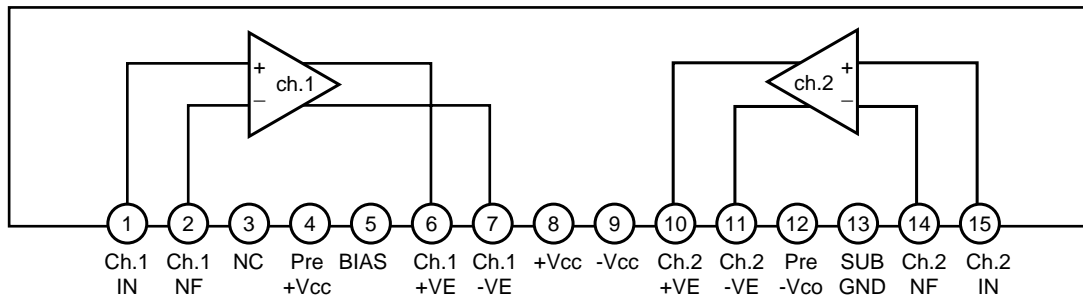 +
−
ch.1
ch.2
+
−
1 2 3 4 5 6 7 8 9 10 11 12 13 14 15
Ch.1 IN
Ch.1 NF
NC
Pre +Vcc
BIAS
Ch.1 +VE
Ch.1 -VE
+Vcc
-Vcc
Ch.2 +VE
Ch.2 -VE
Pre -Vco
SUB GND
Ch.2 NF
Ch.2 IN